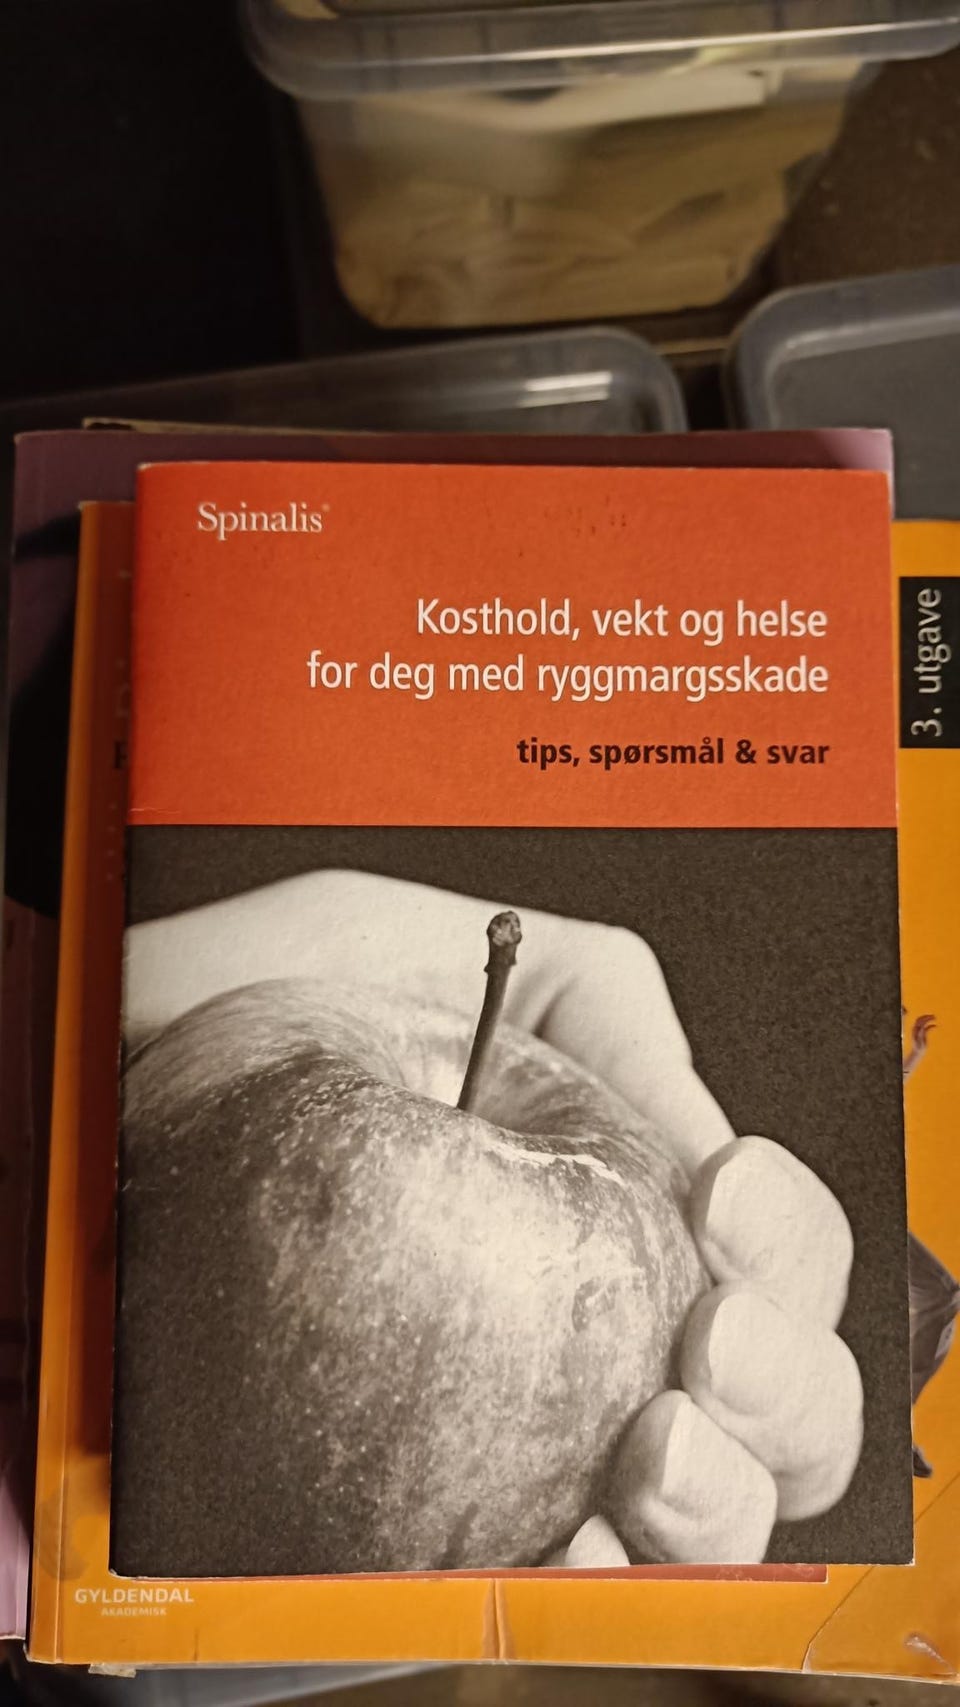 Spinalis
Kosthold, vekt og helse
for deg med ryggmargsskade
tips, spørsmål & svar
3. utgave
GYLDENDAL
AKADEMISK